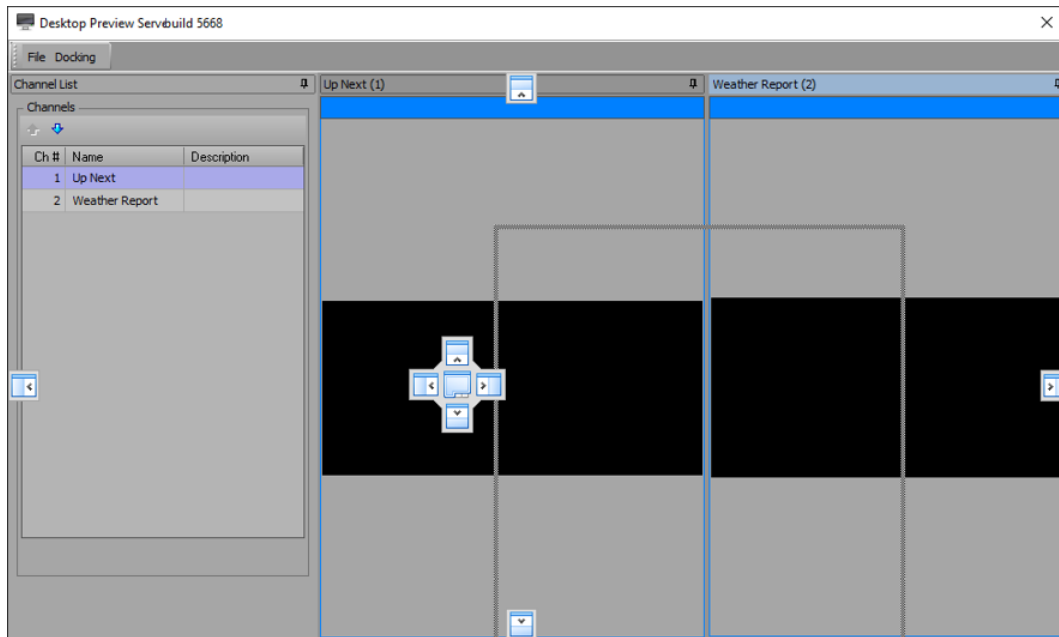 Desktop Preview Servebuild 5668
File Docking
Channel List
Up Next (1)
Weather Report (2)
Channels
Ch # Name Description
1 Up Next
2 Weather Report